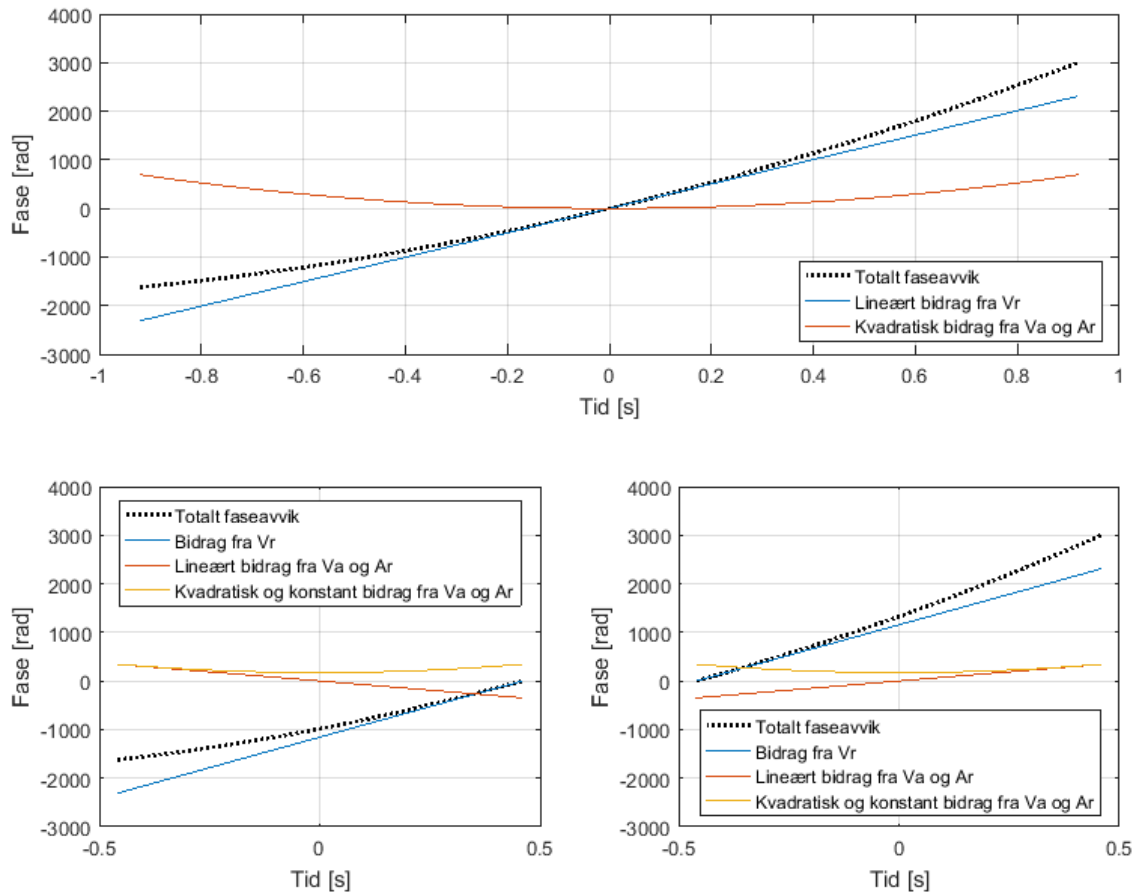 4000
3000
2000
1000
0
-1000
-2000
-3000
Fase [rad]
-1 -0.8 -0.6 -0.4 -0.2 0 0.2 0.4 0.6 0.8 1
Tid [s]
Totalt faseavvik
Lineært bidrag fra Vr
Kvadratisk bidrag fra Va og Ar
4000
3000
2000
1000
0
-1000
-2000
-3000
Fase [rad]
-0.5 0 0.5
Tid [s]
Totalt faseavvik
Bidrag fra Vr
Lineært bidrag fra Va og Ar
Kvadratisk og konstant bidrag fra Va og Ar
4000
3000
2000
1000
0
-1000
-2000
-3000
Fase [rad]
-0.5 0 0.5
Tid [s]
Totalt faseavvik
Bidrag fra Vr
Lineært bidrag fra Va og Ar
Kvadratisk og konstant bidrag fra Va og Ar